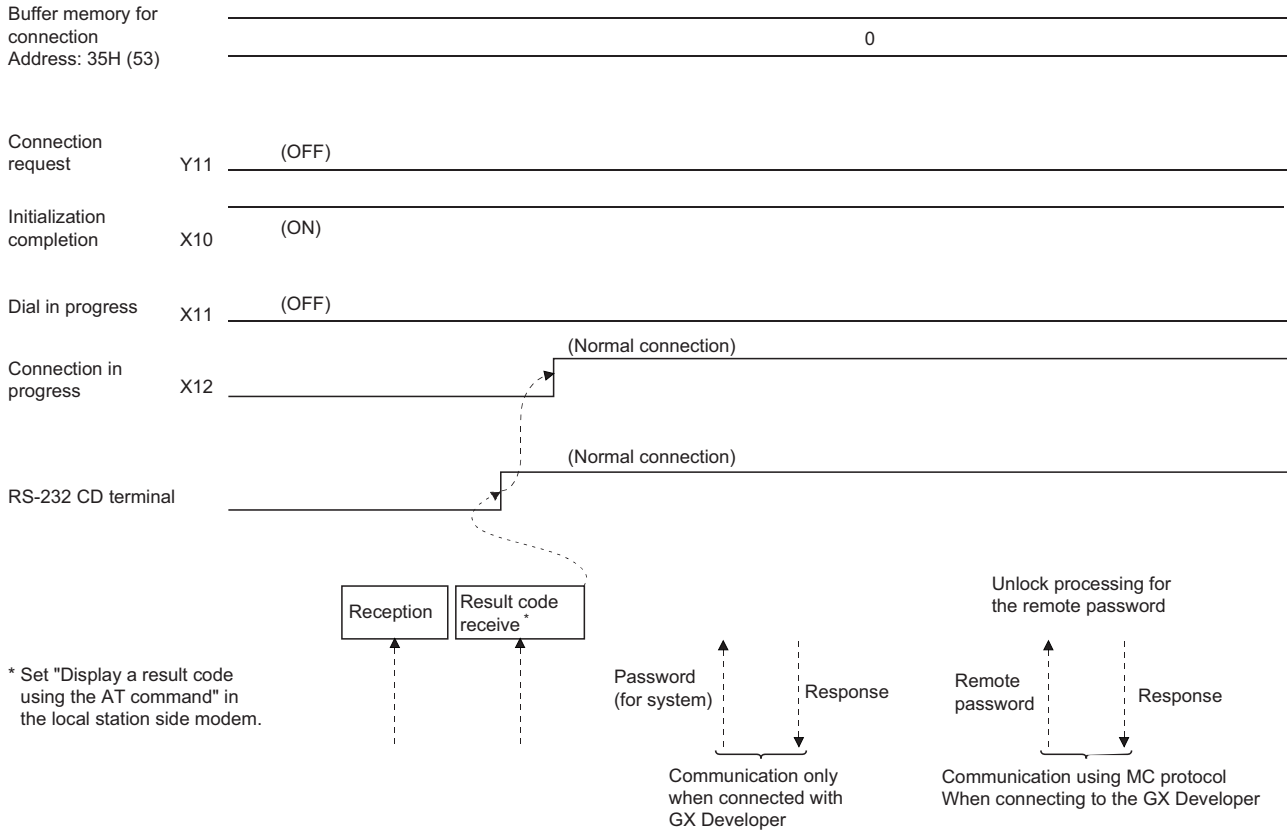 Buffer memory for
connection
Address: 35H (53)
0
Connection
request
Y11
(OFF)
Initialization
completion
X10
(ON)
Dial in progress
X11
(OFF)
Connection in
progress
X12
(Normal connection)
RS-232 CD terminal
(Normal connection)
Reception
Result code
receive *
Unlock processing for
the remote password
* Set "Display a result code
using the AT command" in
the local station side modem.
Password
(for system)
Response
Remote
password
Response
Communication only
when connected with
GX Developer
Communication using MC protocol
When connecting to the GX Developer